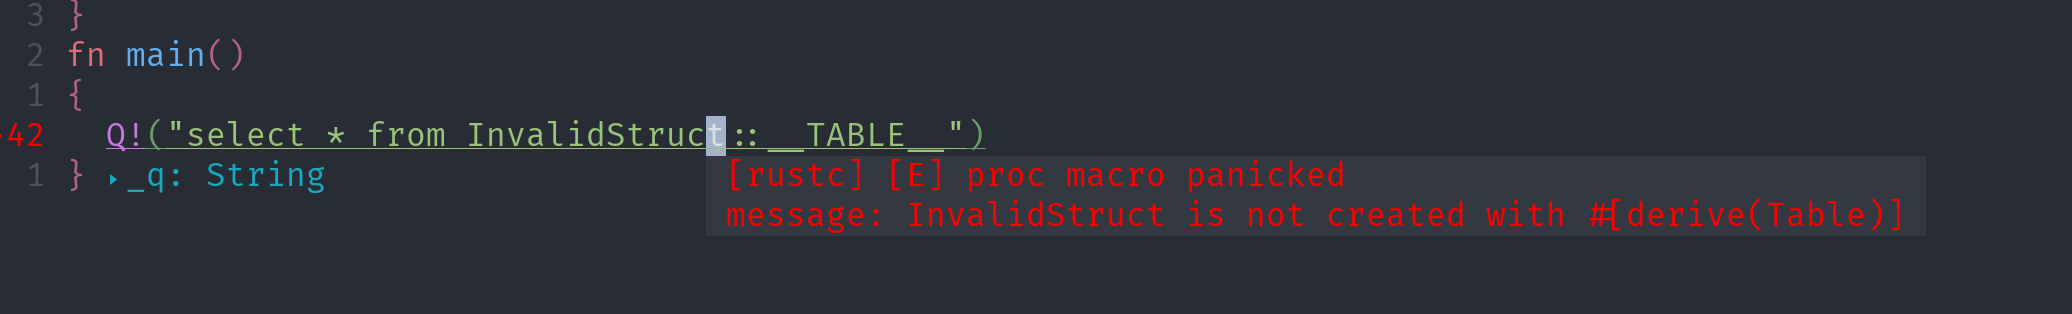 3 }
2 fn main()
1 {
42 Q!("select * from InvalidStruct::__TABLE__")
1 } ▸_q: String
[rustc] [E] proc macro panicked
message: InvalidStruct is not created with #[derive(Table)]